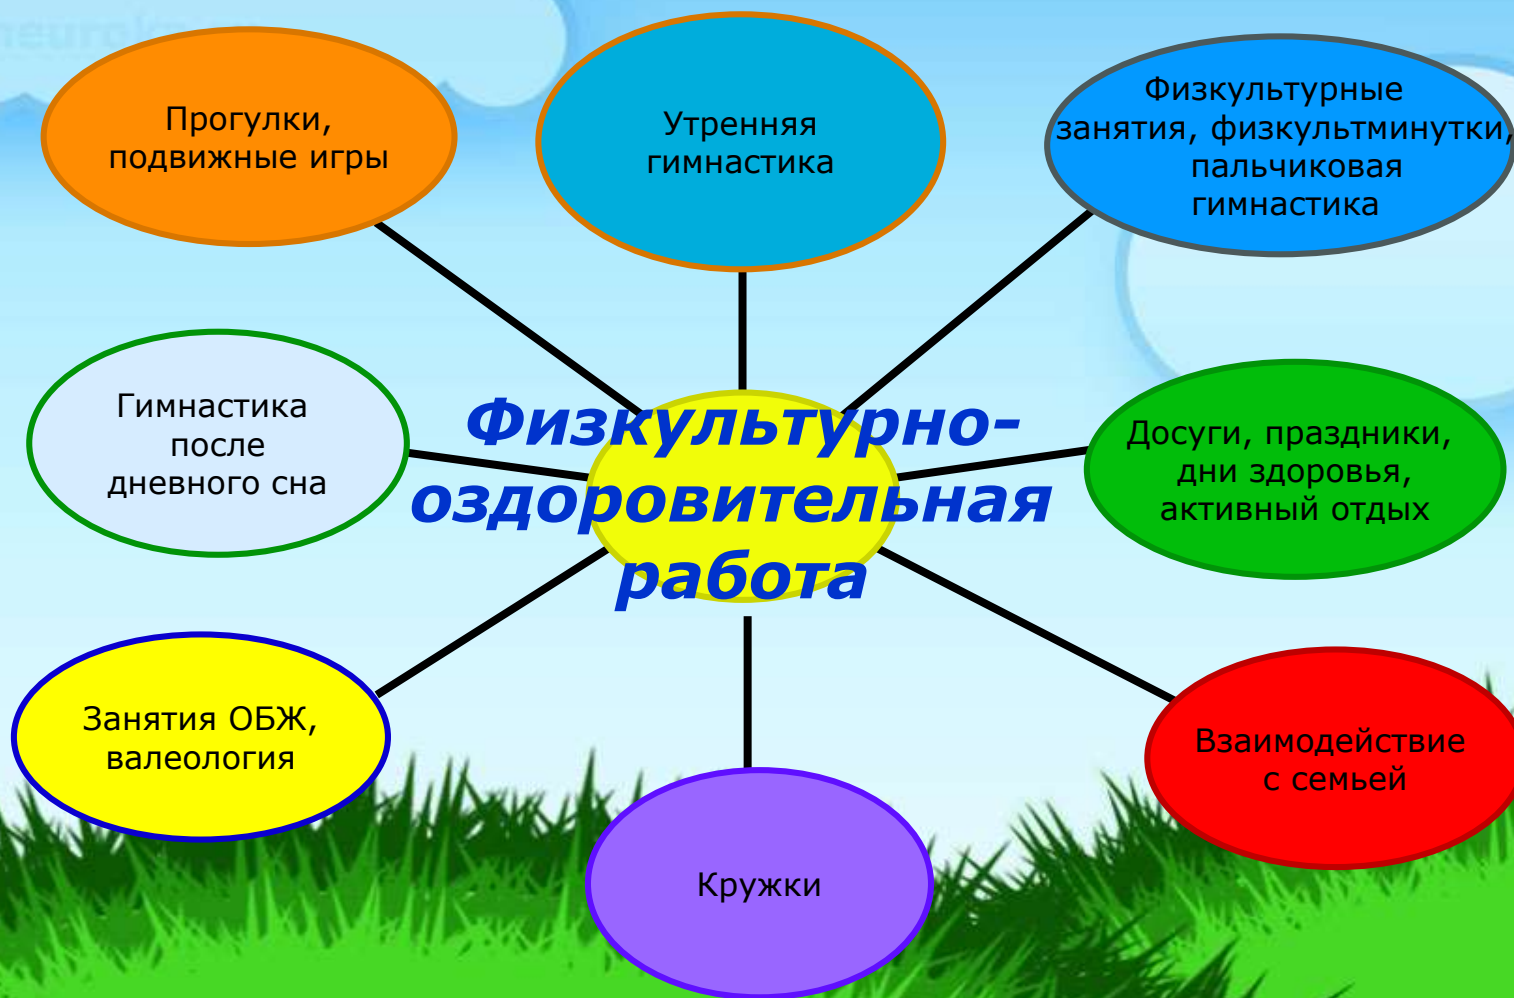 Прогулки,
подвижные игры
Утренняя
гимнастика
Физкультурные
занятия, физкультминутки,
пальчиковая
гимнастика
Гимнастика
после
дневного сна
Физкультурно-
оздоровительная
работа
Досуги, праздники,
дни здоровья,
активный отдых
Занятия ОБЖ,
валеология
Взаимодействие
с семьей
Кружки